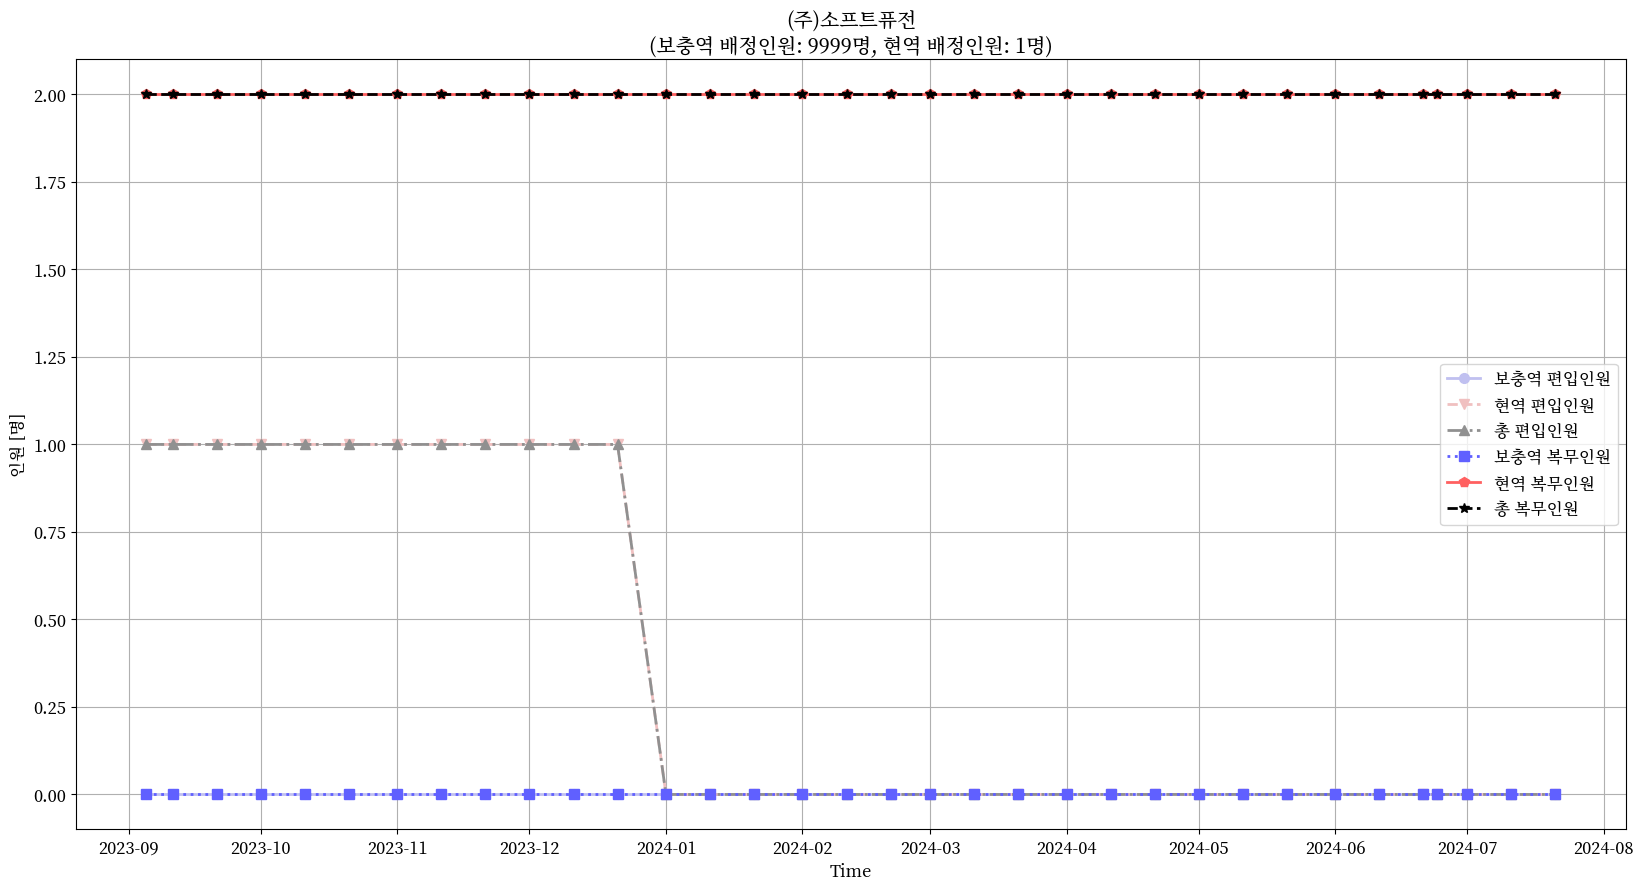 (주)소프트퓨전
(보충역 배정인원: 9999명, 현역 배정인원: 1명)
인원 [명]
2.00
1.75
1.50
1.25
1.00
0.75
0.50
0.25
0.00
보충역 편입인원
현역 편입인원
총 편입인원
보충역 복무인원
현역 복무인원
총 복무인원
2023-09 2023-10 2023-11 2023-12 2024-01 2024-02 2024-03 2024-04 2024-05 2024-06 2024-07 2024-08
Time